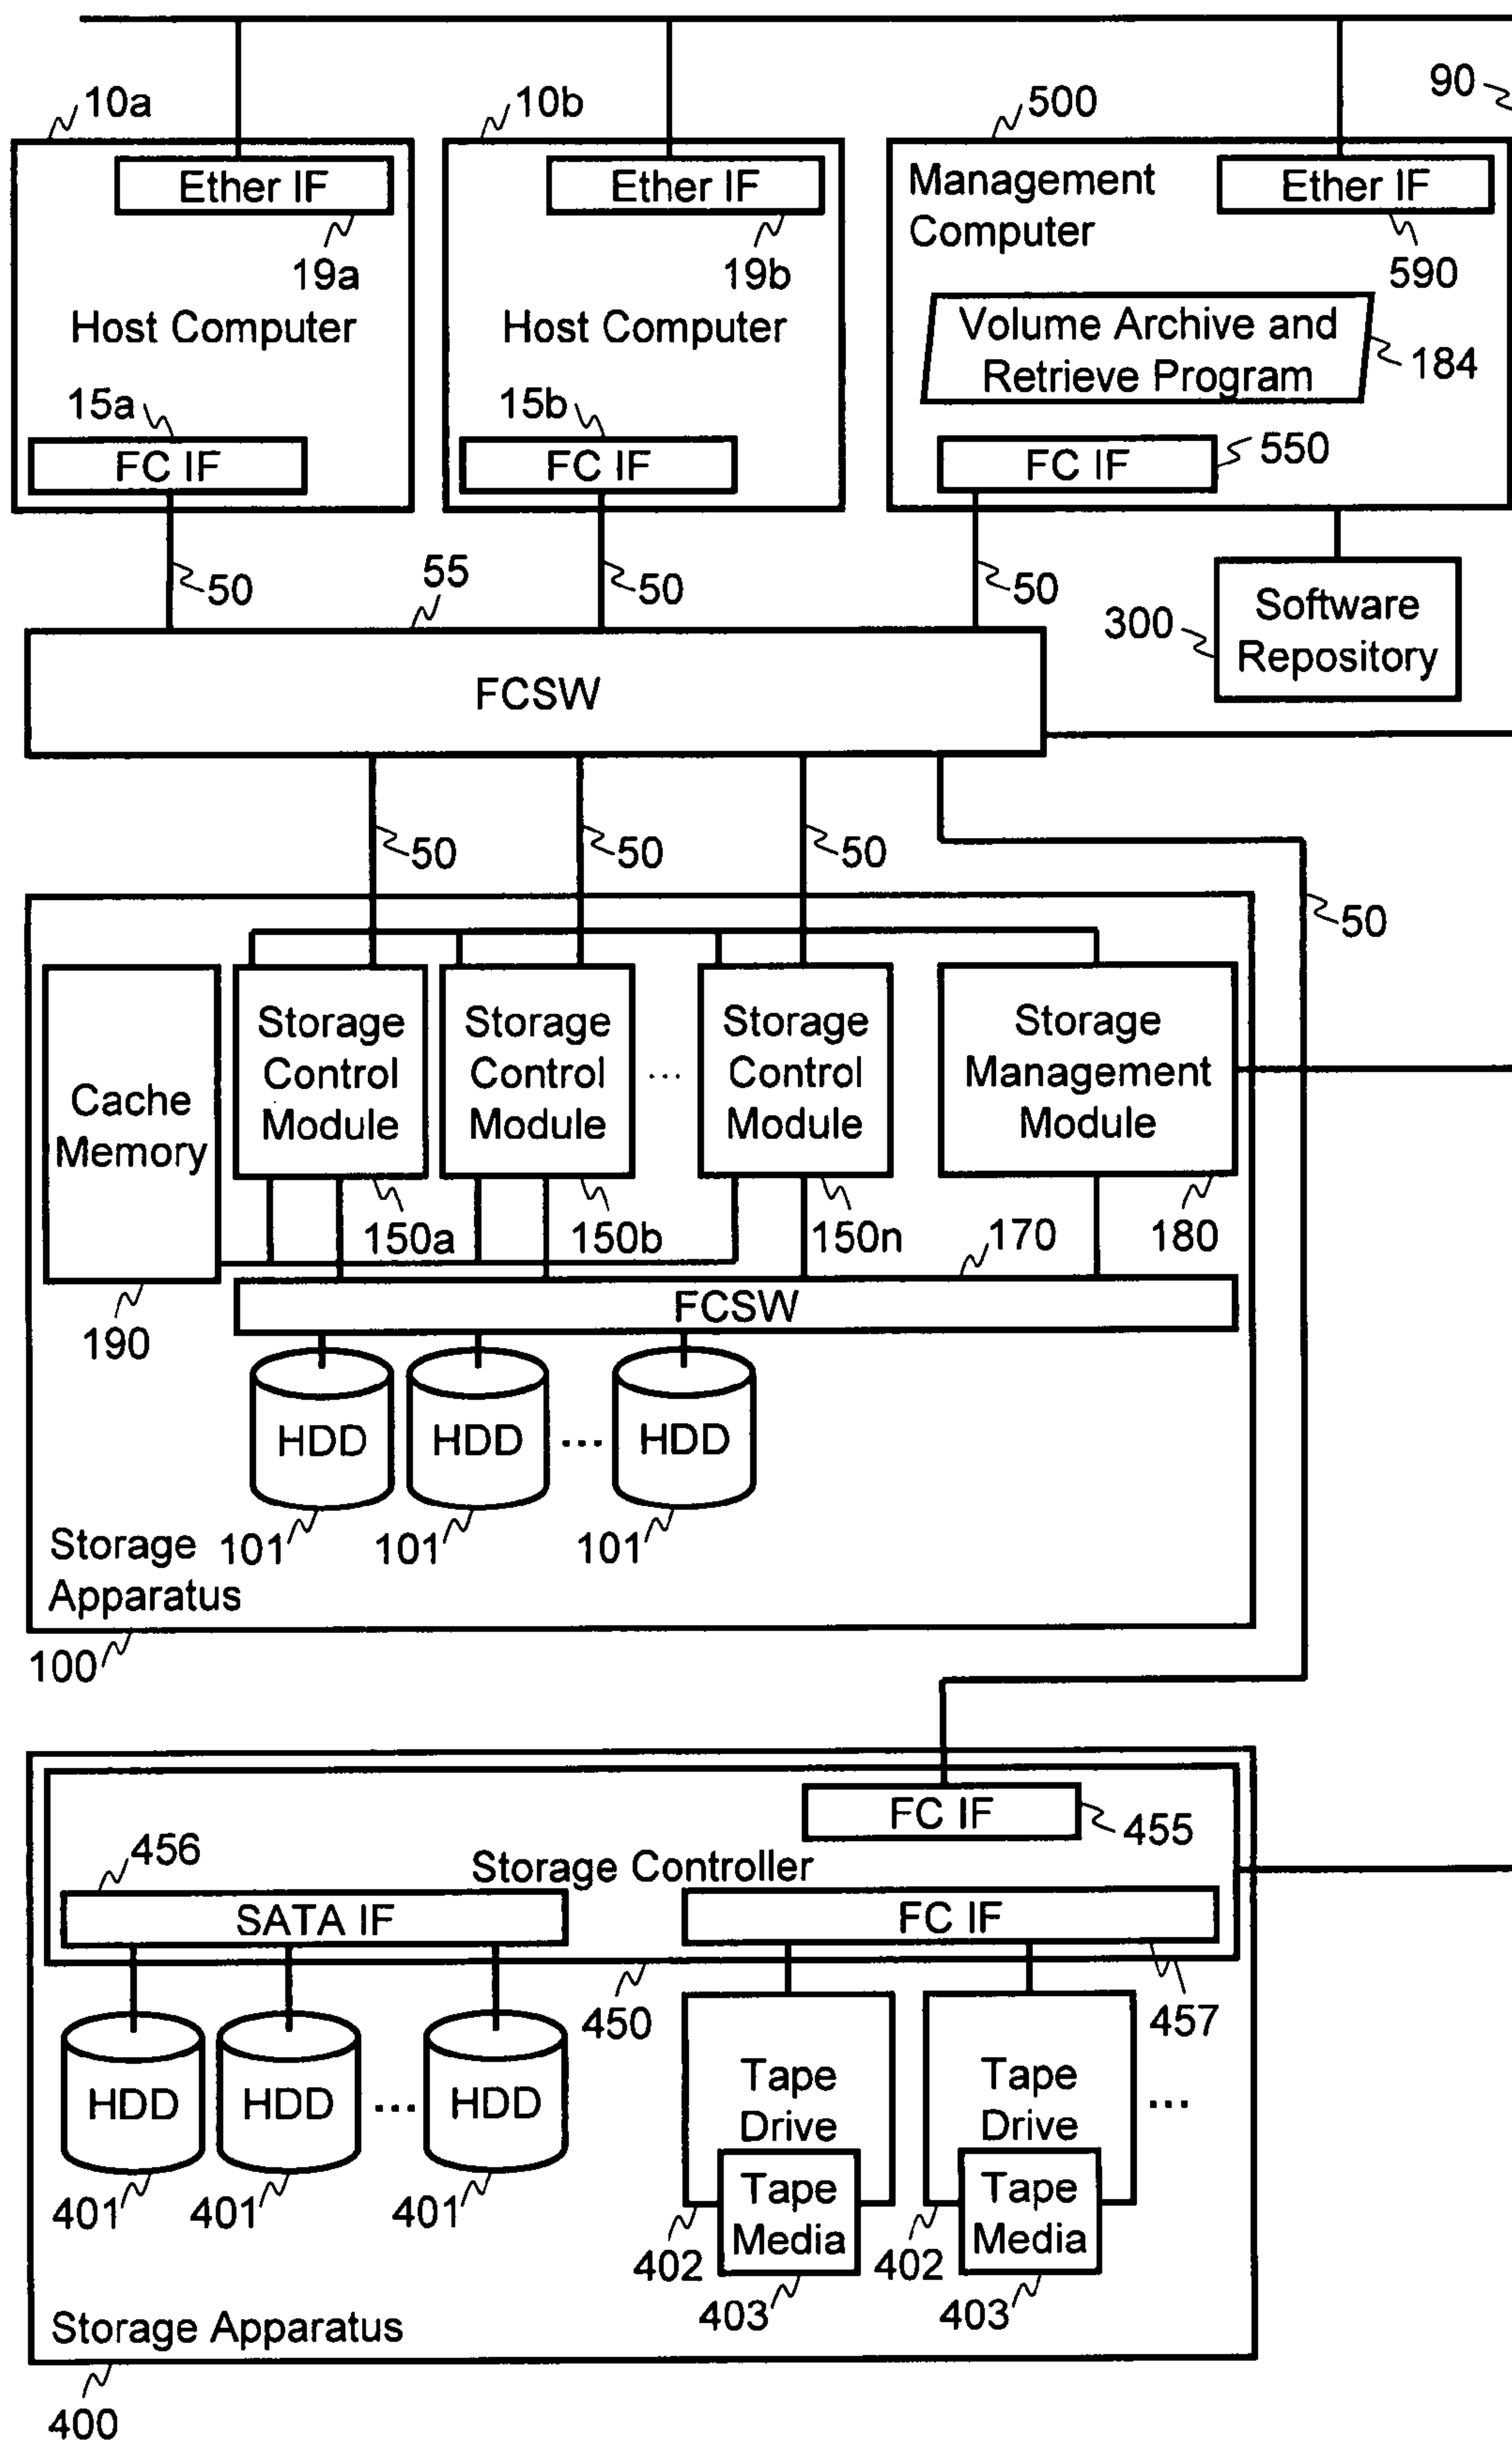 10a
10b
500
90
Ether IF
Ether IF
Management
Computer
Ether IF
19a
19b
590
Host Computer
Host Computer
Volume Archive and
Retrieve Program
184
15a
15b
FC IF
FC IF
FC IF
550
50
55
50
50
300
Software
Repository
FCSW
50
50
50
50
Cache
Memory
Storage
Control
Module
Storage
Control
Module
...
Storage
Control
Module
Storage
Management
Module
150a
150b
150n
170
180
190
FCSW
HDD
HDD
...
HDD
101
101
101
Storage
Apparatus
100
FC IF
455
456
Storage Controller
SATA IF
FC IF
450
457
HDD
HDD
...
HDD
Tape
Drive
Tape
Drive
...
401
401
401
Tape
Media
Tape
Media
402
402
403
403
Storage Apparatus
400